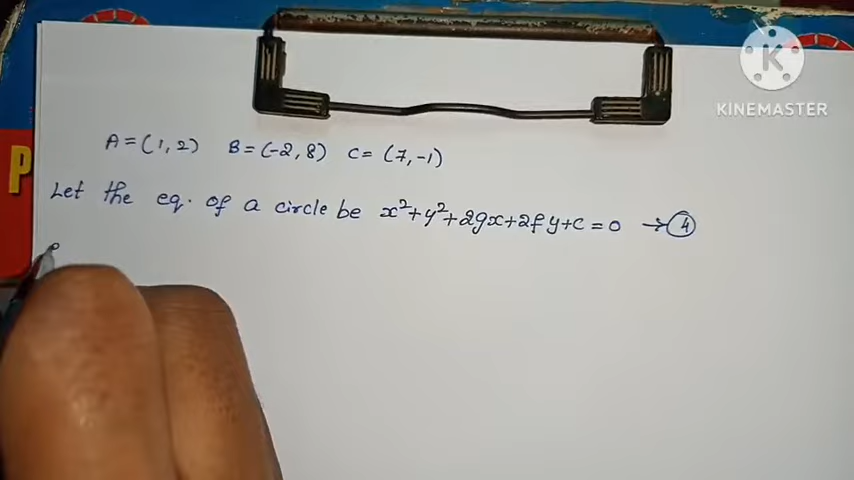 KINEMASTER
A=(1,2) B=(-2,8) C=(7,-1)
P
Let the eq. of a circle be x²+y²+2gx+2fy+c=0 →④